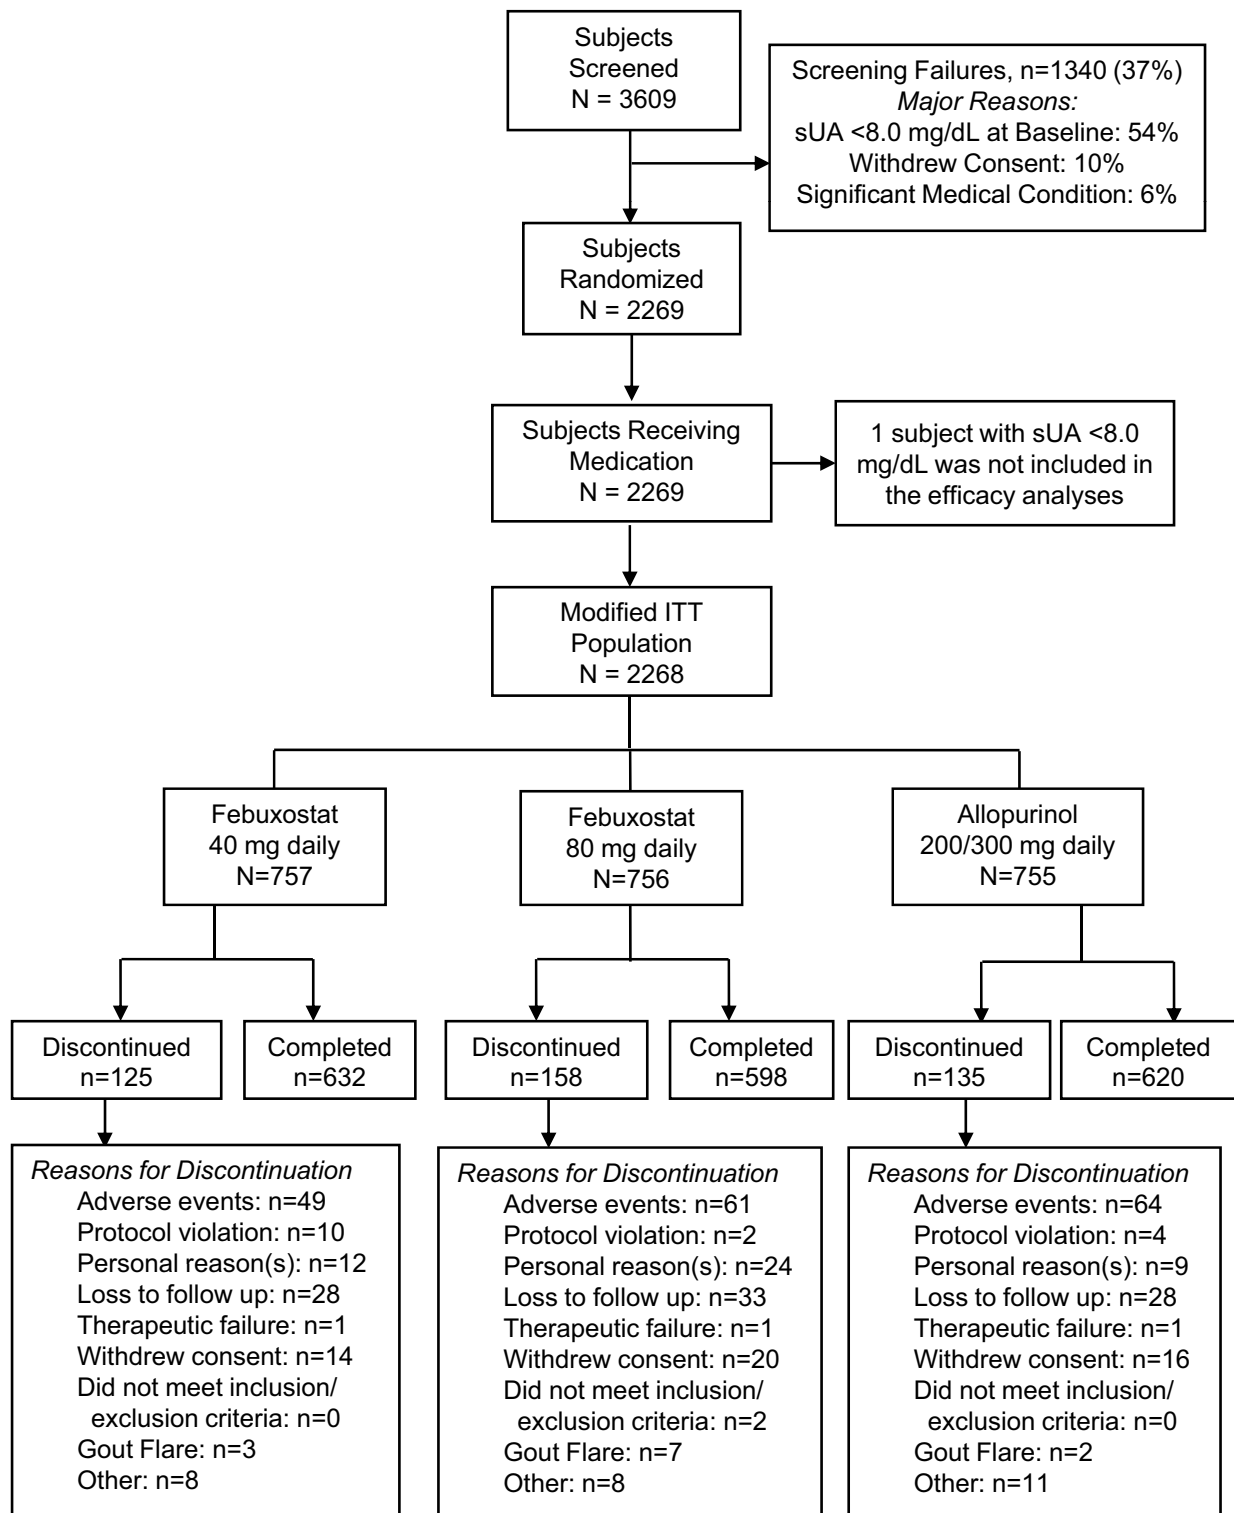 Subjects
Screened
N = 3609
Screening Failures, n=1340 (37%)
Major Reasons:
sUA <8.0 mg/dL at Baseline: 54%
Withdrew Consent: 10%
Significant Medical Condition: 6%
Subjects
Randomized
N = 2269
Subjects Receiving
Medication
N = 2269
1 subject with sUA <8.0
mg/dL was not included in
the efficacy analyses
Modified ITT
Population
N = 2268
Febuxostat
40 mg daily
N=757
Febuxostat
80 mg daily
N=756
Allopurinol
200/300 mg daily
N=755
Discontinued
n=125
Completed
n=632
Discontinued
n=158
Completed
n=598
Discontinued
n=135
Completed
n=620
Reasons for Discontinuation
Adverse events: n=49
Protocol violation: n=10
Personal reason(s): n=12
Loss to follow up: n=28
Therapeutic failure: n=1
Withdrew consent: n=14
Did not meet inclusion/
exclusion criteria: n=0
Gout Flare: n=3
Other: n=8
Reasons for Discontinuation
Adverse events: n=61
Protocol violation: n=2
Personal reason(s): n=24
Loss to follow up: n=33
Therapeutic failure: n=1
Withdrew consent: n=20
Did not meet inclusion/
exclusion criteria: n=2
Gout Flare: n=7
Other: n=8
Reasons for Discontinuation
Adverse events: n=64
Protocol violation: n=4
Personal reason(s): n=9
Loss to follow up: n=28
Therapeutic failure: n=1
Withdrew consent: n=16
Did not meet inclusion/
exclusion criteria: n=0
Gout Flare: n=2
Other: n=11